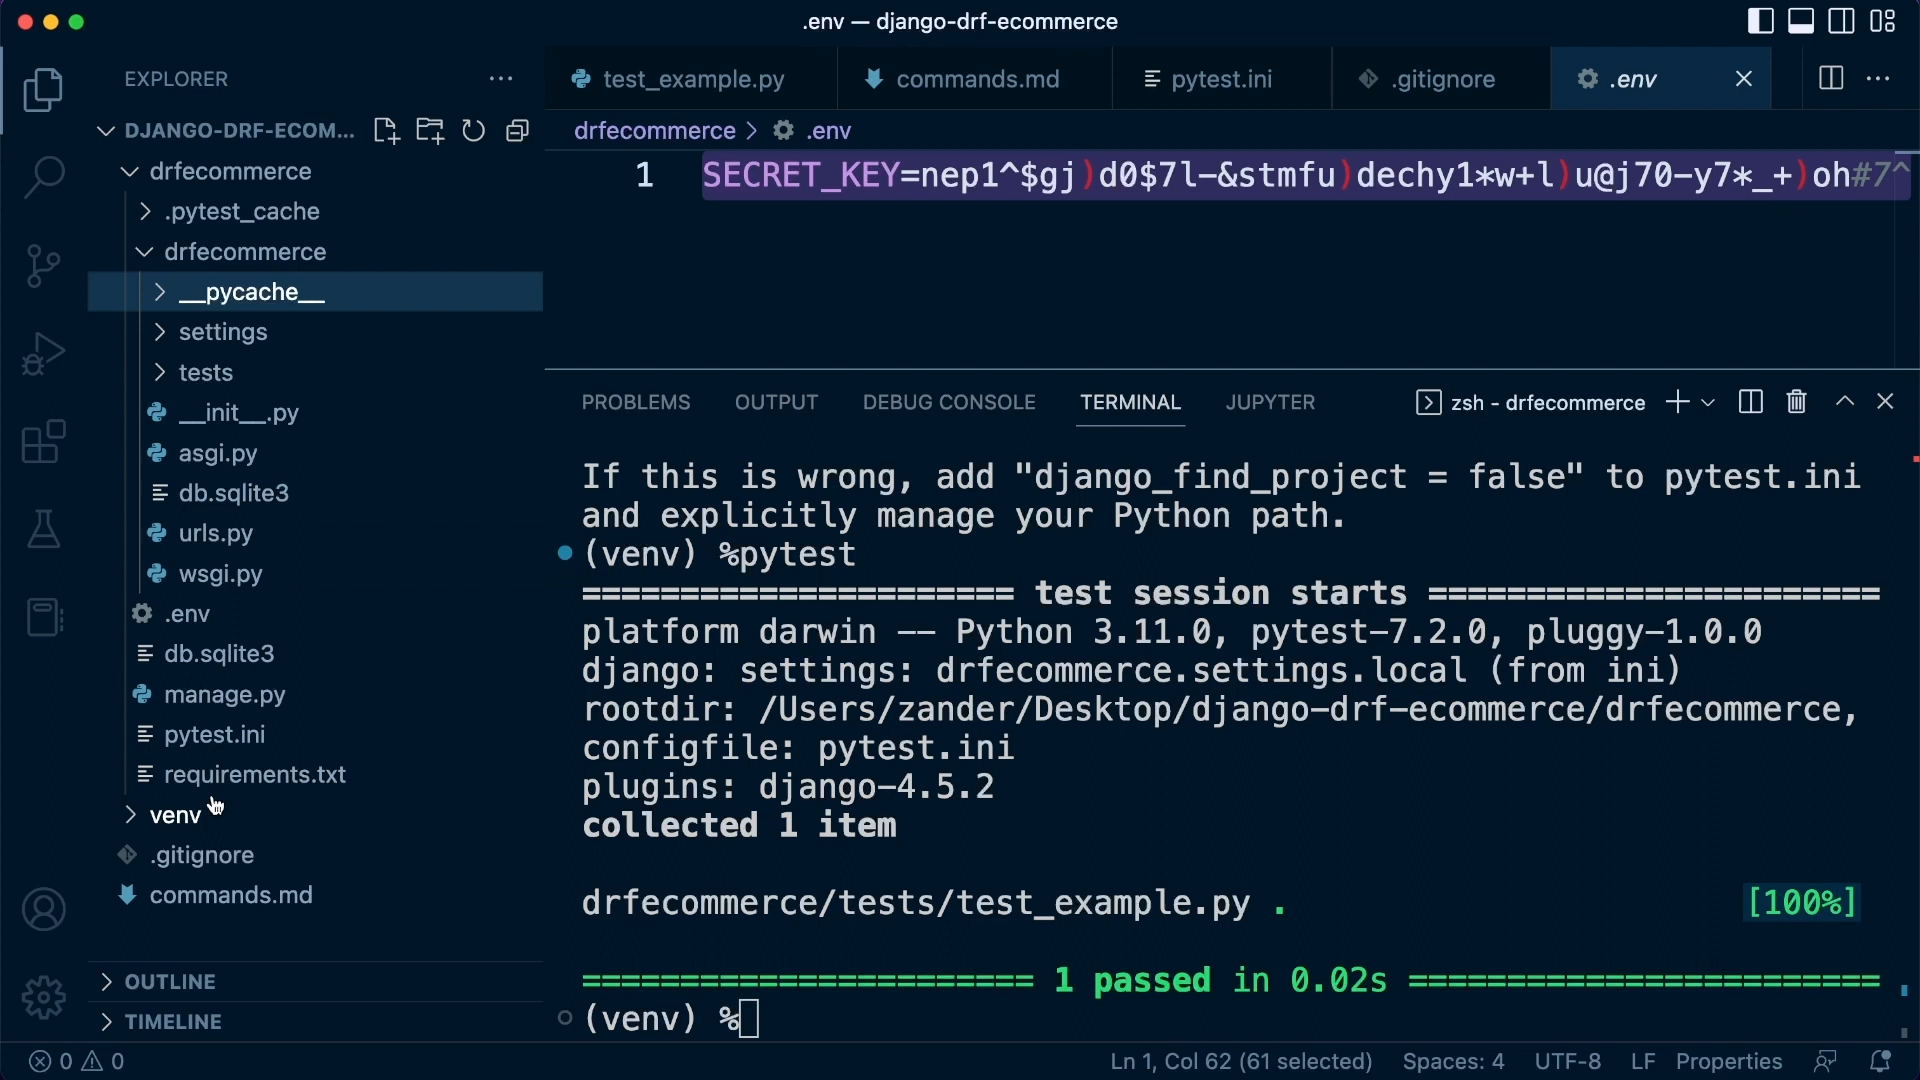 .env — django-drf-ecommerce
EXPLORER
test_example.py
commands.md
pytest.ini
.gitignore
.env
DJANGO-DRF-ECOM...
drfecommerce > .env
drfecommerce
.pytest_cache
drfecommerce
__pycache__
settings
tests
__init__.py
asgi.py
db.sqlite3
urls.py
wsgi.py
.env
db.sqlite3
manage.py
pytest.ini
requirements.txt
venv
.gitignore
commands.md
OUTLINE
TIMELINE
1 SECRET_KEY=nep1^$gj)d0$7l-&stmfu)dechy1*w+l)u@j70-y7*_+)oh#7^
PROBLEMS OUTPUT DEBUG CONSOLE TERMINAL JUPYTER zsh - drfecommerce
If this is wrong, add "django_find_project = false" to pytest.ini
and explicitly manage your Python path.
(venv) %pytest
====================== test session starts =======================
platform darwin -- Python 3.11.0, pytest-7.2.0, pluggy-1.0.0
django: settings: drfecommerce.settings.local (from ini)
rootdir: /Users/zander/Desktop/django-drf-ecommerce/drfecommerce,
configfile: pytest.ini
plugins: django-4.5.2
collected 1 item
drfecommerce/tests/test_example.py . [100%]
======================= 1 passed in 0.02s ========================
(venv) %
0 0 Ln 1, Col 62 (61 selected) Spaces: 4 UTF-8 LF Properties